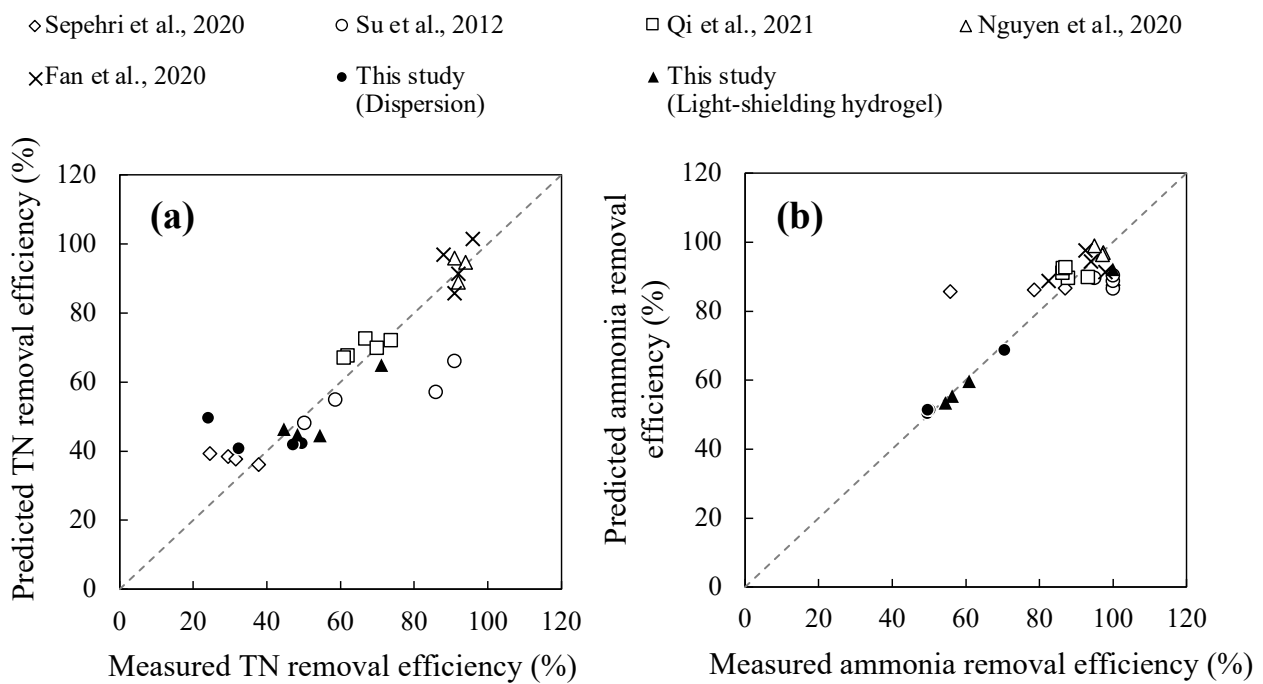 Sepehri et al., 2020
Su et al., 2012
Qi et al., 2021
Nguyen et al., 2020
Fan et al., 2020
This study
(Dispersion)
This study
(Light-shielding hydrogel)
Predicted TN removal efficiency (%)
120
100
80
60
40
20
0
(a)
0 20 40 60 80 100 120
Measured TN removal efficiency (%)
Predicted ammonia removal
efficiency (%)
120
100
80
60
40
20
0
(b)
0 20 40 60 80 100 120
Measured ammonia removal efficiency (%)